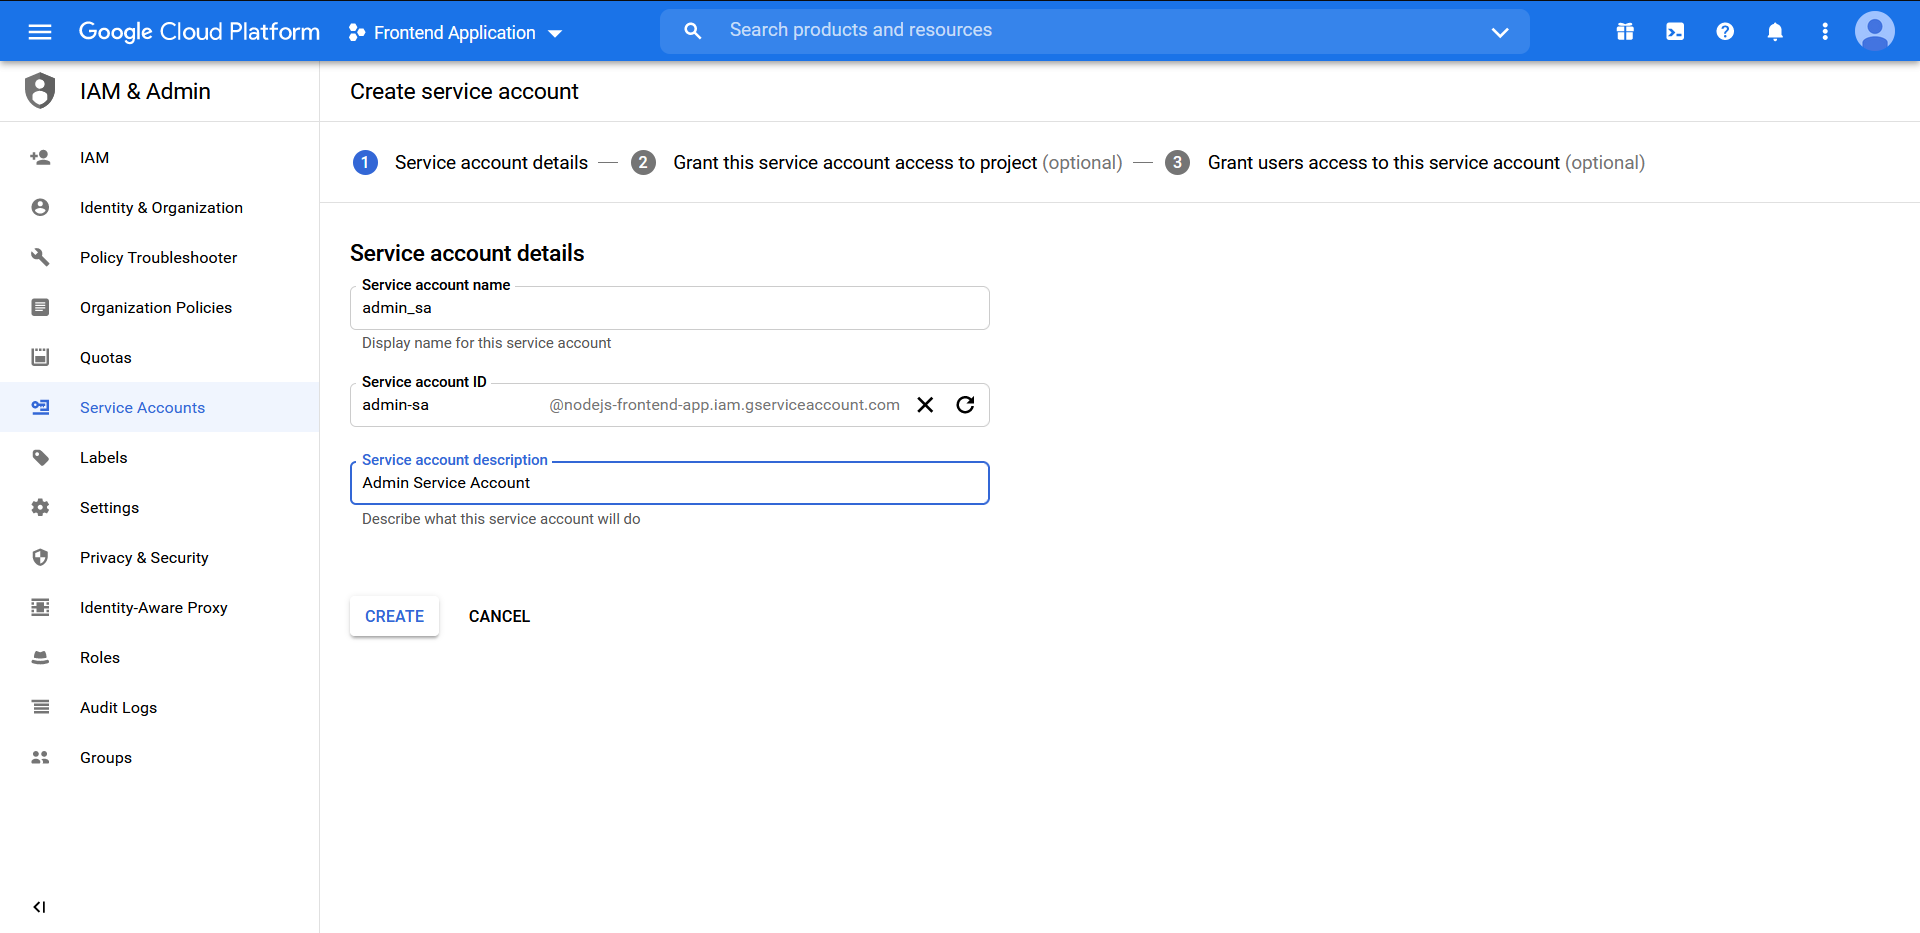 Google Cloud Platform
Frontend Application
Search products and resources
IAM & Admin
Create service account
IAM
Identity & Organization
Policy Troubleshooter
Organization Policies
Quotas
Service Accounts
Labels
Settings
Privacy & Security
Identity-Aware Proxy
Roles
Audit Logs
Groups
1 Service account details — 2 Grant this service account access to project (optional) — 3 Grant users access to this service account (optional)
Service account details
Service account name
admin_sa
Display name for this service account
Service account ID
admin-sa @nodejs-frontend-app.iam.gserviceaccount.com
Service account description
Admin Service Account
Describe what this service account will do
CREATE CANCEL